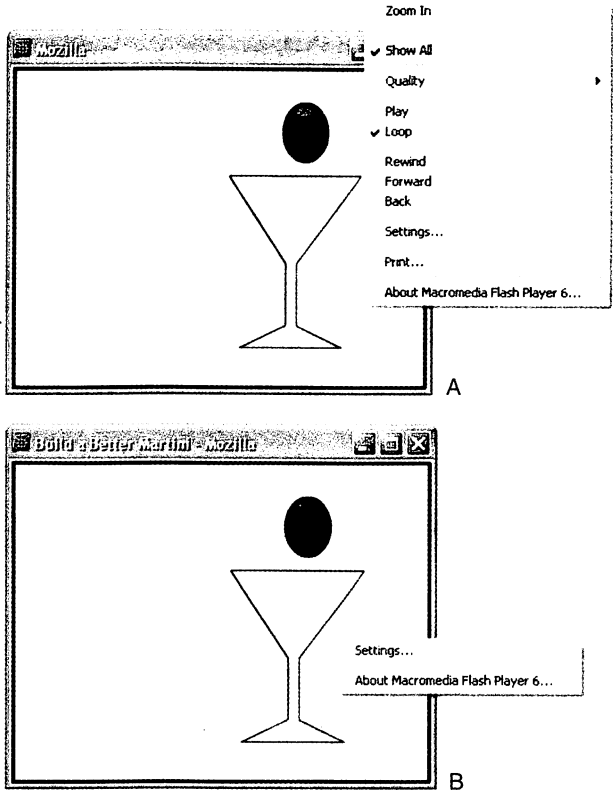 Zoom In
Mozilla
Show All
Quality
Play
Loop
Rewind
Forward
Back
Settings...
Print...
About Macromedia Flash Player 6...
A
Build a Better Martini - Mozilla
Settings...
About Macromedia Flash Player 6...
B